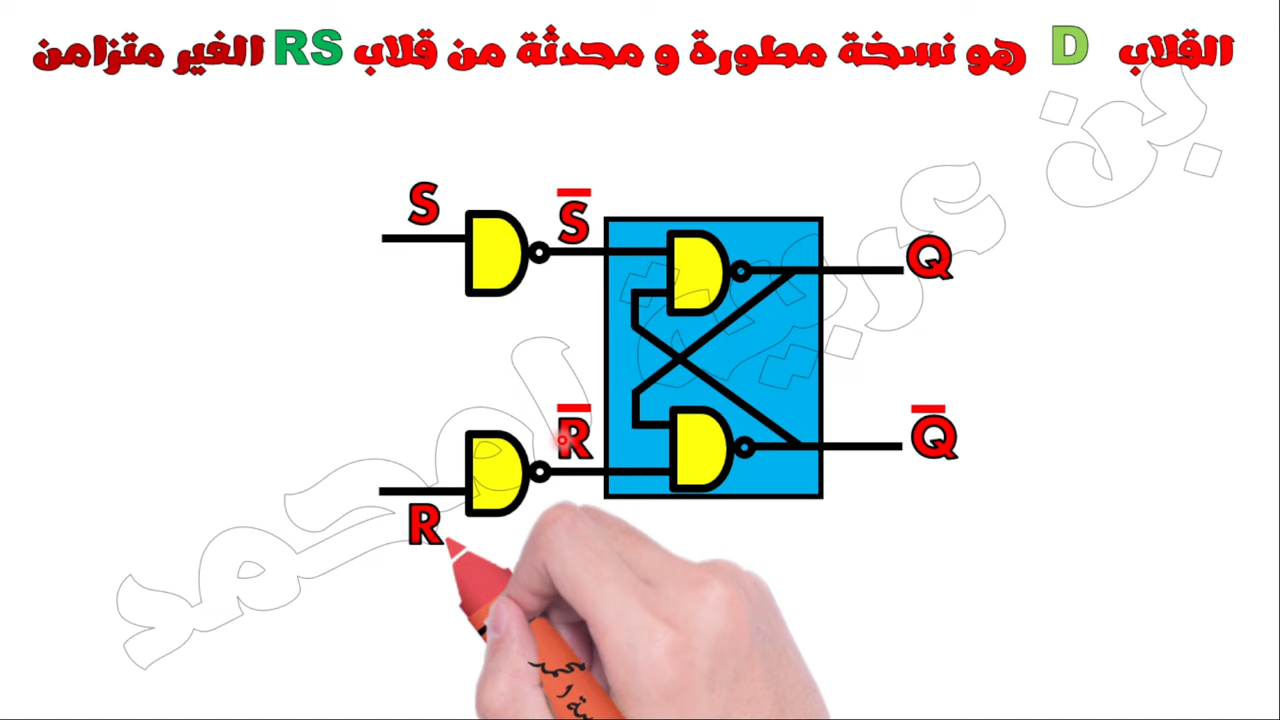 القلاب D هو نسخة مطورة و محدثة من قلاب RS الغير متزامن
S
S̅
Q
R̅
Q̅
R